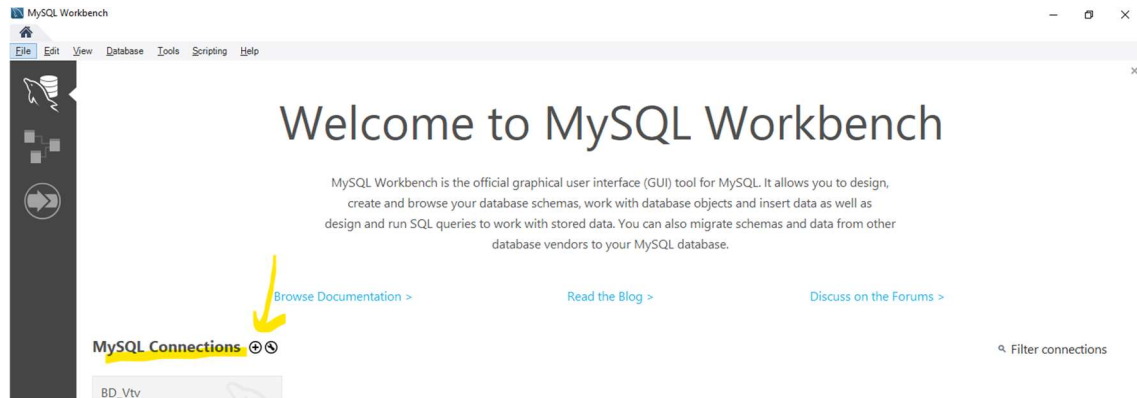 MySQL Workbench
File Edit View Database Tools Scripting Help
Welcome to MySQL Workbench
MySQL Workbench is the official graphical user interface (GUI) tool for MySQL. It allows you to design,
create and browse your database schemas, work with database objects and insert data as well as
design and run SQL queries to work with stored data. You can also migrate schemas and data from other
database vendors to your MySQL database.
Browse Documentation > Read the Blog > Discuss on the Forums >
MySQL Connections Filter connections
BD_Vtv